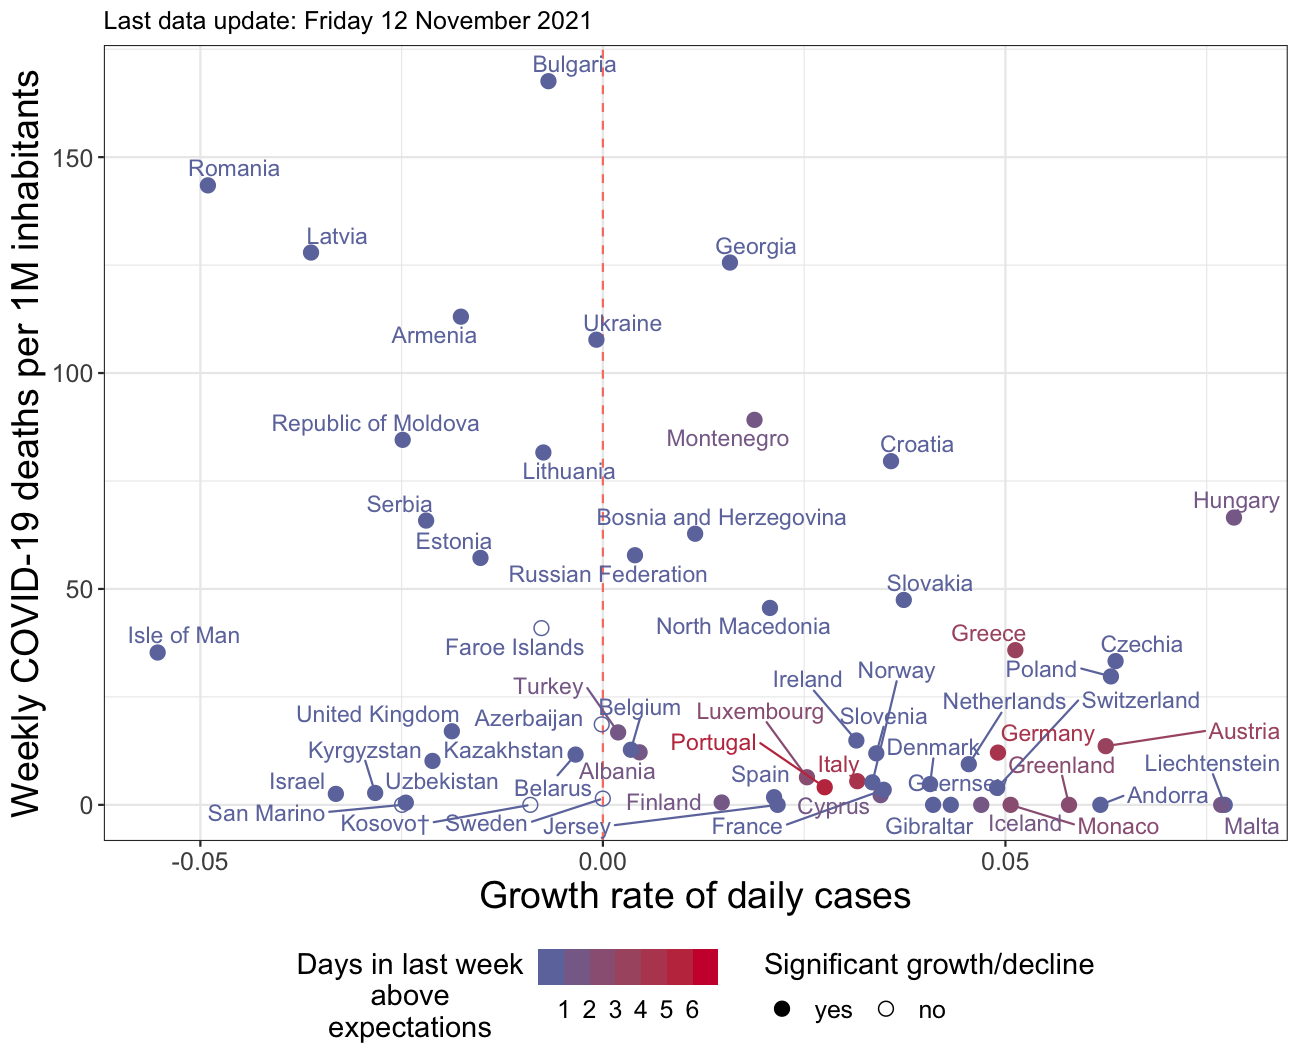 Last data update: Friday 12 November 2021
Weekly COVID-19 deaths per 1M inhabitants
150
100
50
0
Bulgaria
Romania
Latvia
Georgia
Armenia
Ukraine
Republic of Moldova
Montenegro
Croatia
Lithuania
Hungary
Serbia
Bosnia and Herzegovina
Estonia
Russian Federation
Slovakia
North Macedonia
Isle of Man
Faroe Islands
Greece
Czechia
Ireland
Norway
Poland
Turkey
Netherlands
Switzerland
United Kingdom
Azerbaijan
Belgium
Luxembourg
Slovenia
Germany
Austria
Portugal
Denmark
Kyrgyzstan
Kazakhstan
Italy
Greenland
Liechtenstein
Israel
Uzbekistan
Belarus
Albania
Spain
Guernsey
Andorra
San Marino
Kosovo†
Sweden
Jersey
Finland
France
Cyprus
Gibraltar
Iceland
Monaco
Malta
-0.05
0.00
0.05
Growth rate of daily cases
Days in last week
above
expectations
1 2 3 4 5 6
Significant growth/decline
yes
no